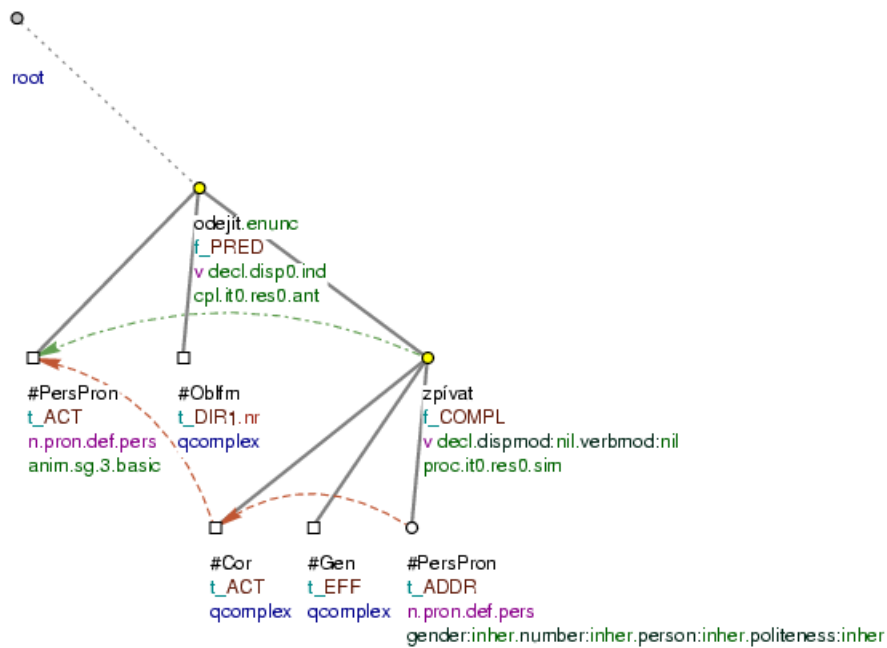 root
odejít.enunc
f_PRED
v decl.disp0.ind
cpl.it0.res0.ant
#PersPron
t_ACT
n.pron.def.pers
anim.sg.3.basic
#Oblfm
t_DIR1.nr
qcomplex
zpívat
f_COMPL
v decl.dispmod:nil.verbmod:nil
proc.it0.res0.sim
#Cor
t_ACT
qcomplex
#Gen
t_EFF
qcomplex
#PersPron
t_ADDR
n.pron.def.pers
gender:inher.number:inher.person:inher.politeness:inher